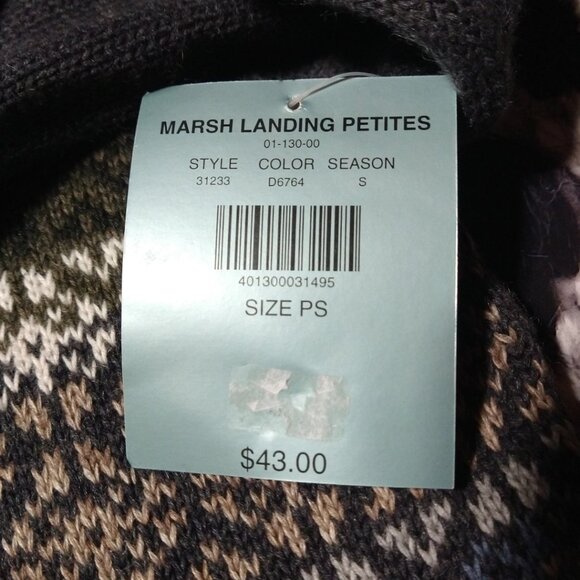 MARSH LANDING PETITES
01-130-00
STYLE COLOR SEASON
31233 D6764 S
401300031495
SIZE PS
$43.00